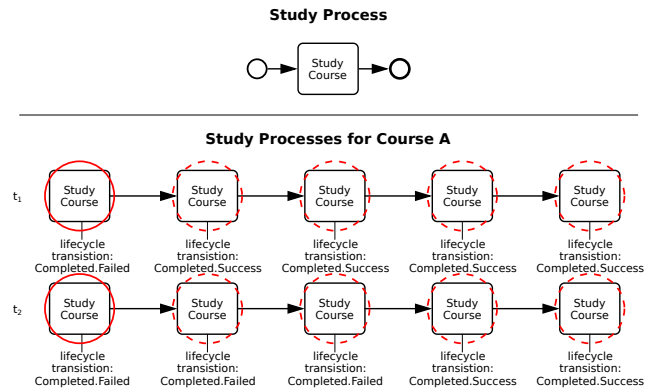 Study Process
Study
Course
Study Processes for Course A
t1
Study
Course
Study
Course
Study
Course
Study
Course
Study
Course
lifecycle
transistion:
Completed.Failed
lifecycle
transistion:
Completed.Success
lifecycle
transistion:
Completed.Success
lifecycle
transistion:
Completed.Success
lifecycle
transistion:
Completed.Success
t2
Study
Course
Study
Course
Study
Course
Study
Course
Study
Course
lifecycle
transistion:
Completed.Failed
lifecycle
transistion:
Completed.Failed
lifecycle
transistion:
Completed.Failed
lifecycle
transistion:
Completed.Success
lifecycle
transistion:
Completed.Success